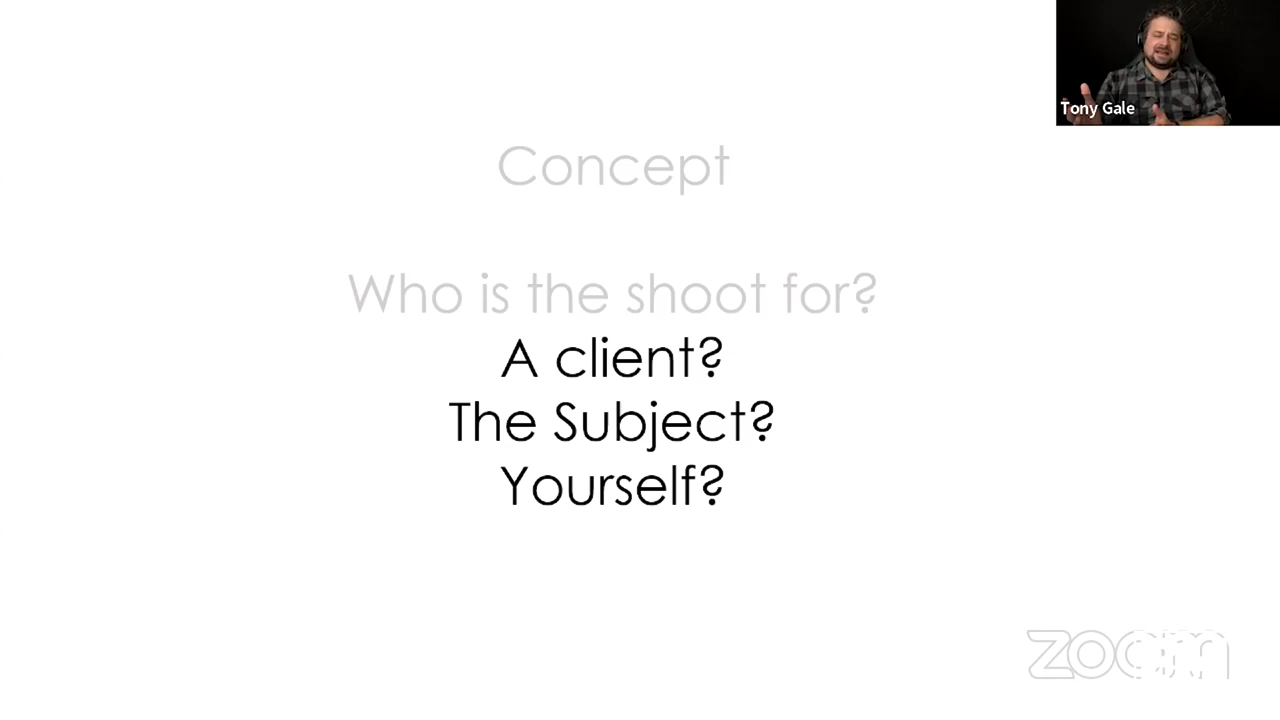 Tony Gale
Concept
Who is the shoot for?
A client?
The Subject?
Yourself?
zoom